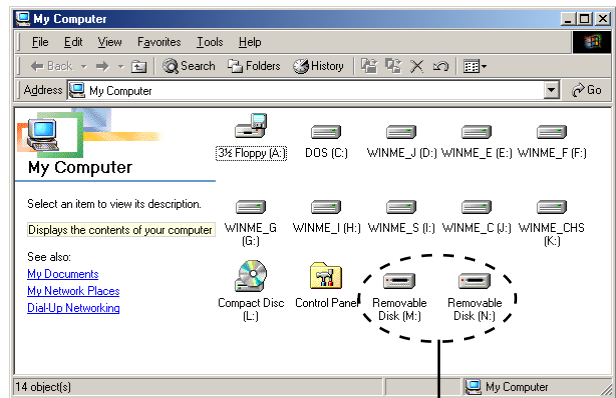 My Computer
File Edit View Favorites Tools Help
Back Search Folders History
Address My Computer Go
My Computer
Select an item to view its description.
Displays the contents of your computer
See also:
My Documents
My Network Places
Dial-Up Networking
3½ Floppy (A:) DOS (C:) WINME_J (D:) WINME_E (E:) WINME_F (F:)
WINME_G WINME_I (H:) WINME_S (I:) WINME_C (J:) WINME_CHS
(G:) (K:)
Compact Disc Control Panel Removable Removable
(L:) Disk (M:) Disk (N:)
14 object(s) My Computer